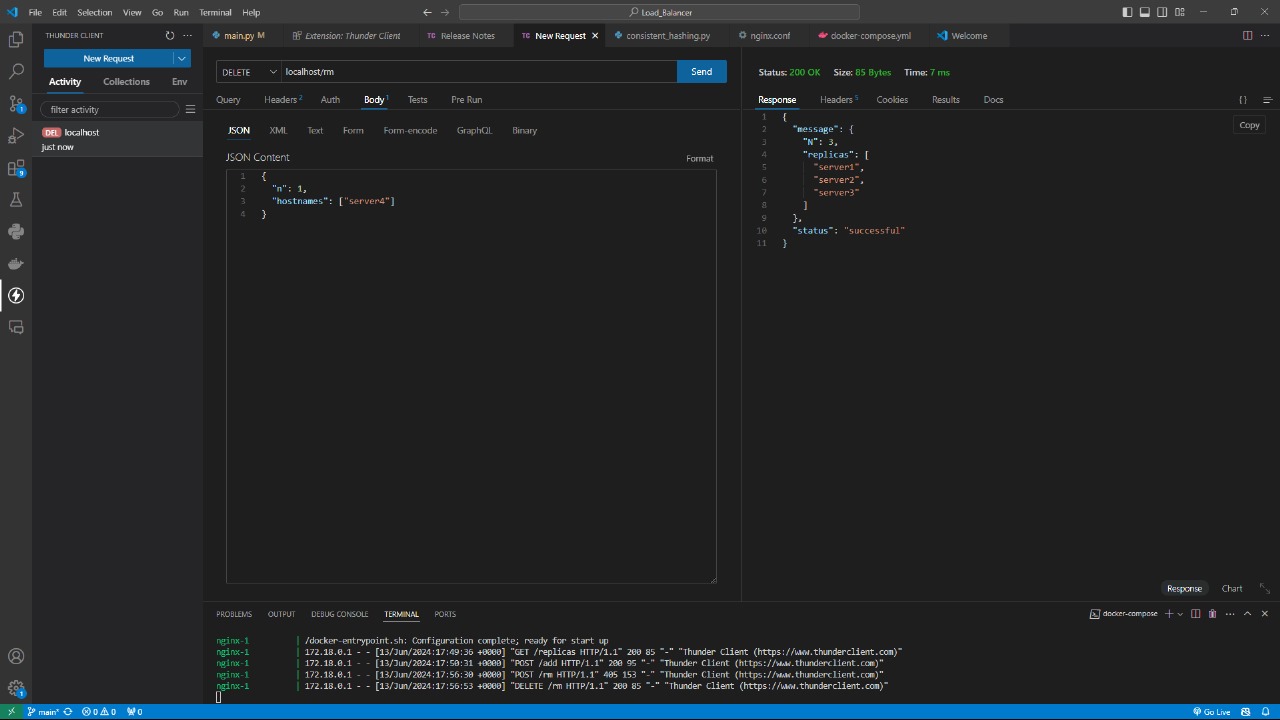 File Edit Selection View Go Run Terminal Help
Load_Balancer
THUNDER CLIENT
New Request
Activity Collections Env
filter activity
DEL localhost
just now
main.py M
Extension: Thunder Client
TC Release Notes
TC New Request
consistent_hashing.py
nginx.conf
docker-compose.yml
Welcome
DELETE
localhost/rm
Send
Query Headers 2 Auth Body 1 Tests Pre Run
JSON XML Text Form Form-encode GraphQL Binary
JSON Content
Format
1 {
2 "n": 1,
3 "hostnames": ["server4"]
4 }
Status: 200 OK Size: 85 Bytes Time: 7 ms
Response Headers 5 Cookies Results Docs
{ }
Copy
1 {
2 "message": {
3 "N": 3,
4 "replicas": [
5 "server1",
6 "server2",
7 "server3"
8 ]
9 },
10 "status": "successful"
11 }
Response Chart
PROBLEMS OUTPUT DEBUG CONSOLE TERMINAL PORTS
docker-compose
nginx-1 | /docker-entrypoint.sh: Configuration complete; ready for start up
nginx-1 | 172.18.0.1 - - [13/Jun/2024:17:49:36 +0000] "GET /replicas HTTP/1.1" 200 85 "-" "Thunder Client (https://www.thunderclient.com)"
nginx-1 | 172.18.0.1 - - [13/Jun/2024:17:50:31 +0000] "POST /add HTTP/1.1" 200 95 "-" "Thunder Client (https://www.thunderclient.com)"
nginx-1 | 172.18.0.1 - - [13/Jun/2024:17:56:30 +0000] "POST /rm HTTP/1.1" 405 153 "-" "Thunder Client (https://www.thunderclient.com)"
nginx-1 | 172.18.0.1 - - [13/Jun/2024:17:56:53 +0000] "DELETE /rm HTTP/1.1" 200 85 "-" "Thunder Client (https://www.thunderclient.com)"
1
9
1
main* 0 0 0
Go Live